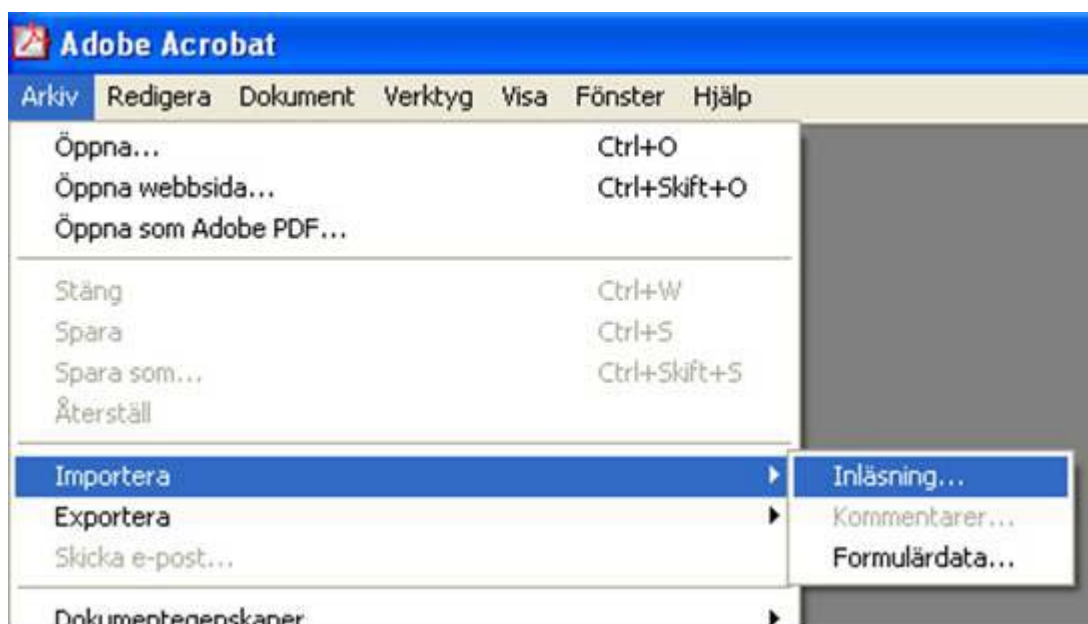 Adobe Acrobat
Arkiv Redigera Dokument Verktyg Visa Fönster Hjälp
Öppna... Ctrl+O
Öppna webbsida... Ctrl+Skift+O
Öppna som Adobe PDF...
Stäng Ctrl+W
Spara Ctrl+S
Spara som... Ctrl+Skift+S
Återställ
Importera Inläsning...
Exportera Kommentarer...
Skicka e-post... Formulärdata...
Dokumentegenskaper